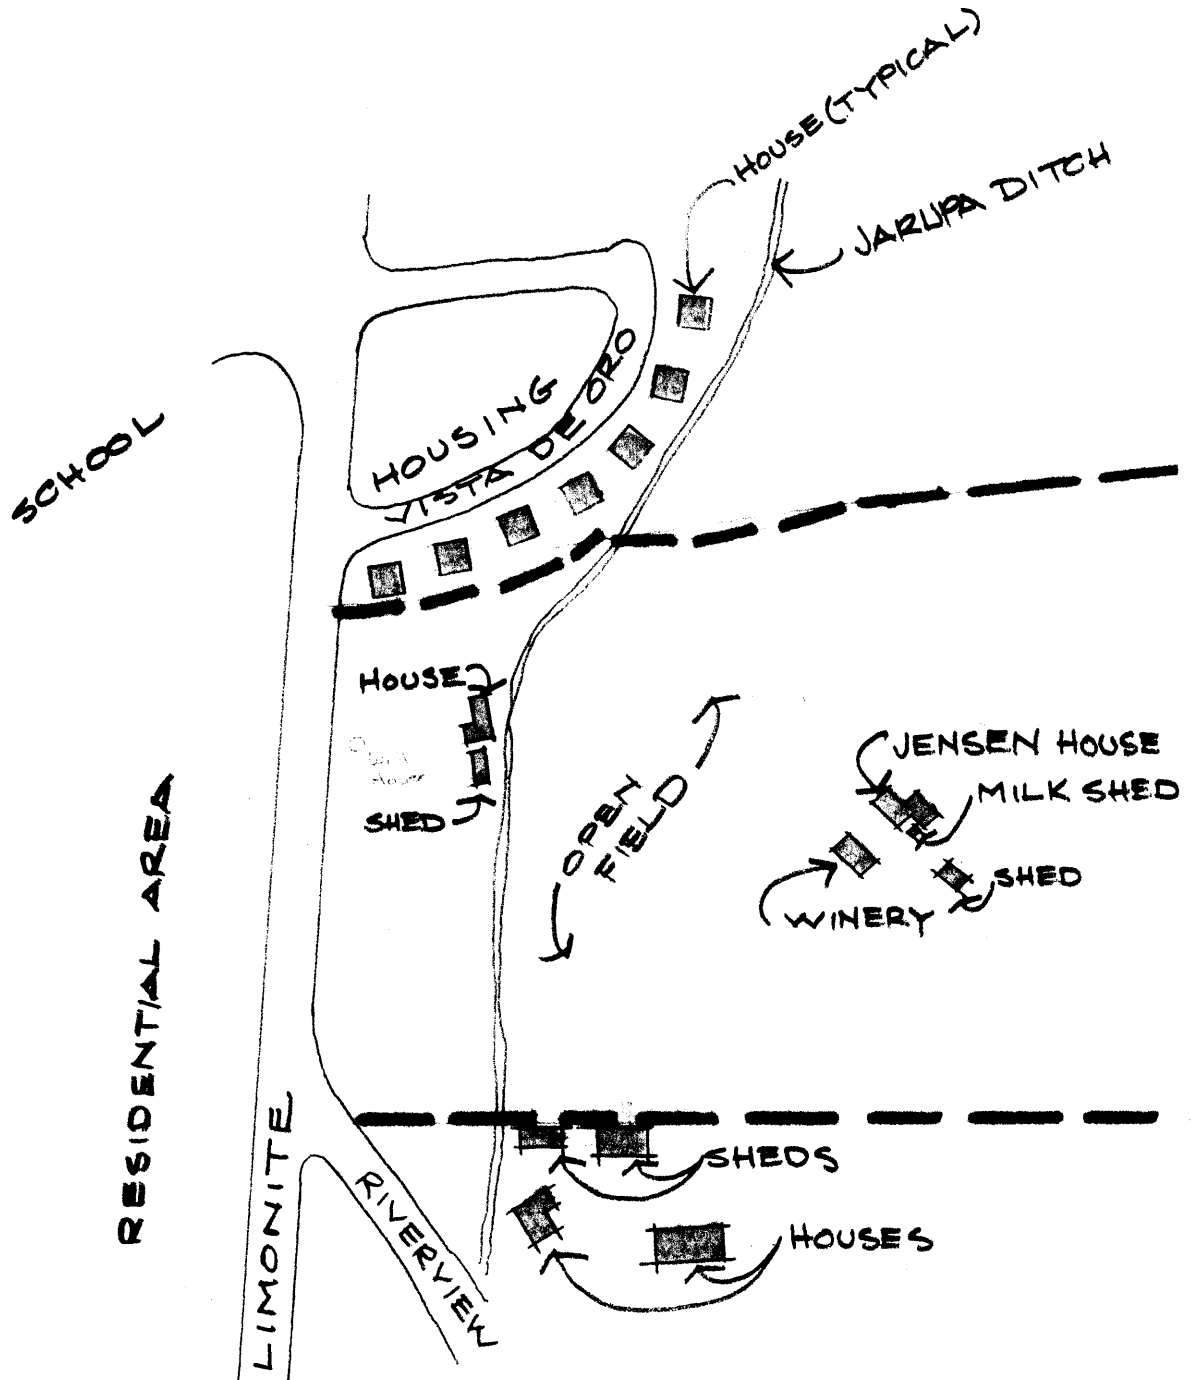 HOUSE (TYPICAL)
JARUPA DITCH
SCHOOL
HOUSING
VISTA DE ORO
HOUSE
SHED
OPEN
FIELD
JENSEN HOUSE
MILK SHED
SHED
WINERY
RESIDENTIAL AREA
LIMONITE
RIVERVIEW
SHEDS
HOUSES